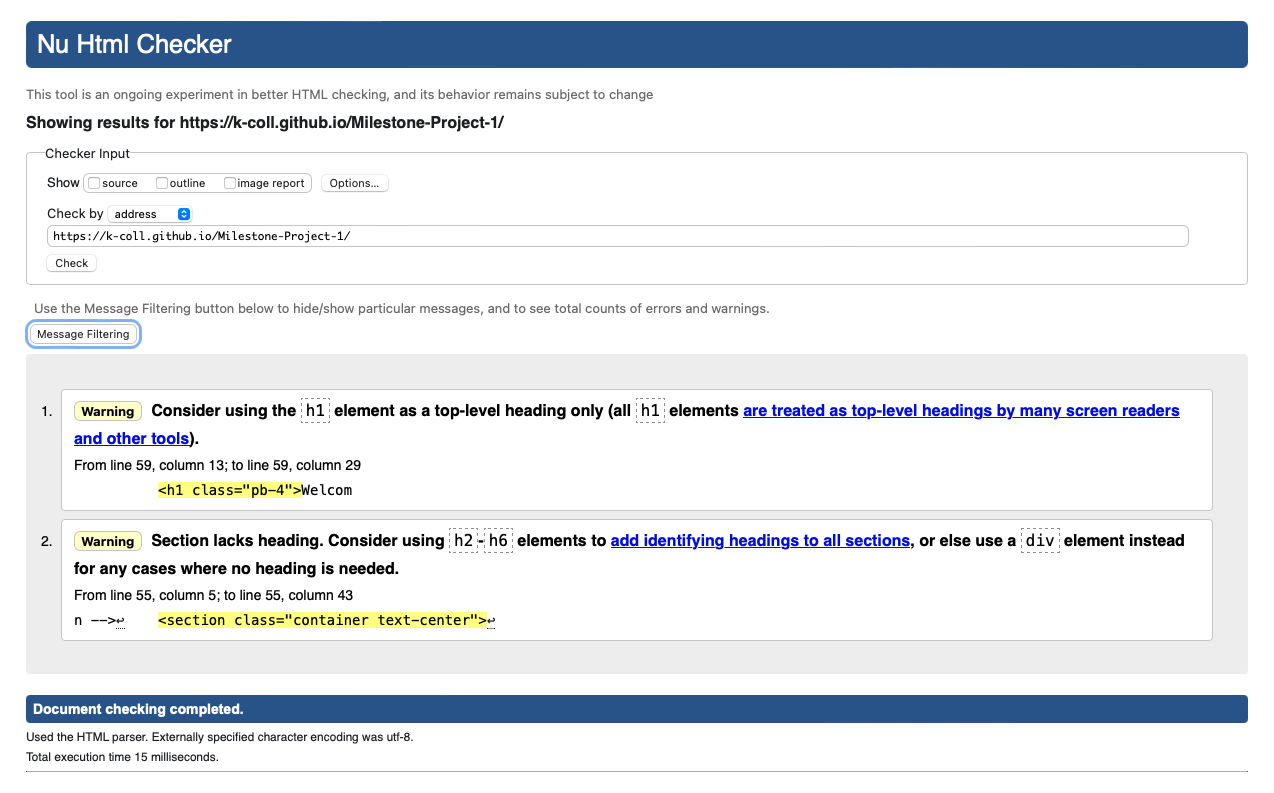 Nu Html Checker
This tool is an ongoing experiment in better HTML checking, and its behavior remains subject to change
Showing results for https://k-coll.github.io/Milestone-Project-1/
Checker Input
Show source outline image report Options...
Check by address
https://k-coll.github.io/Milestone-Project-1/
Check
Use the Message Filtering button below to hide/show particular messages, and to see total counts of errors and warnings.
Message Filtering
1. Warning Consider using the h1 element as a top-level heading only (all h1 elements are treated as top-level headings by many screen readers
and other tools).
From line 59, column 13; to line 59, column 29
<h1 class="pb-4">Welcom
2. Warning Section lacks heading. Consider using h2-h6 elements to add identifying headings to all sections, or else use a div element instead
for any cases where no heading is needed.
From line 55, column 5; to line 55, column 43
n -->↩ <section class="container text-center">↩
Document checking completed.
Used the HTML parser. Externally specified character encoding was utf-8.
Total execution time 15 milliseconds.